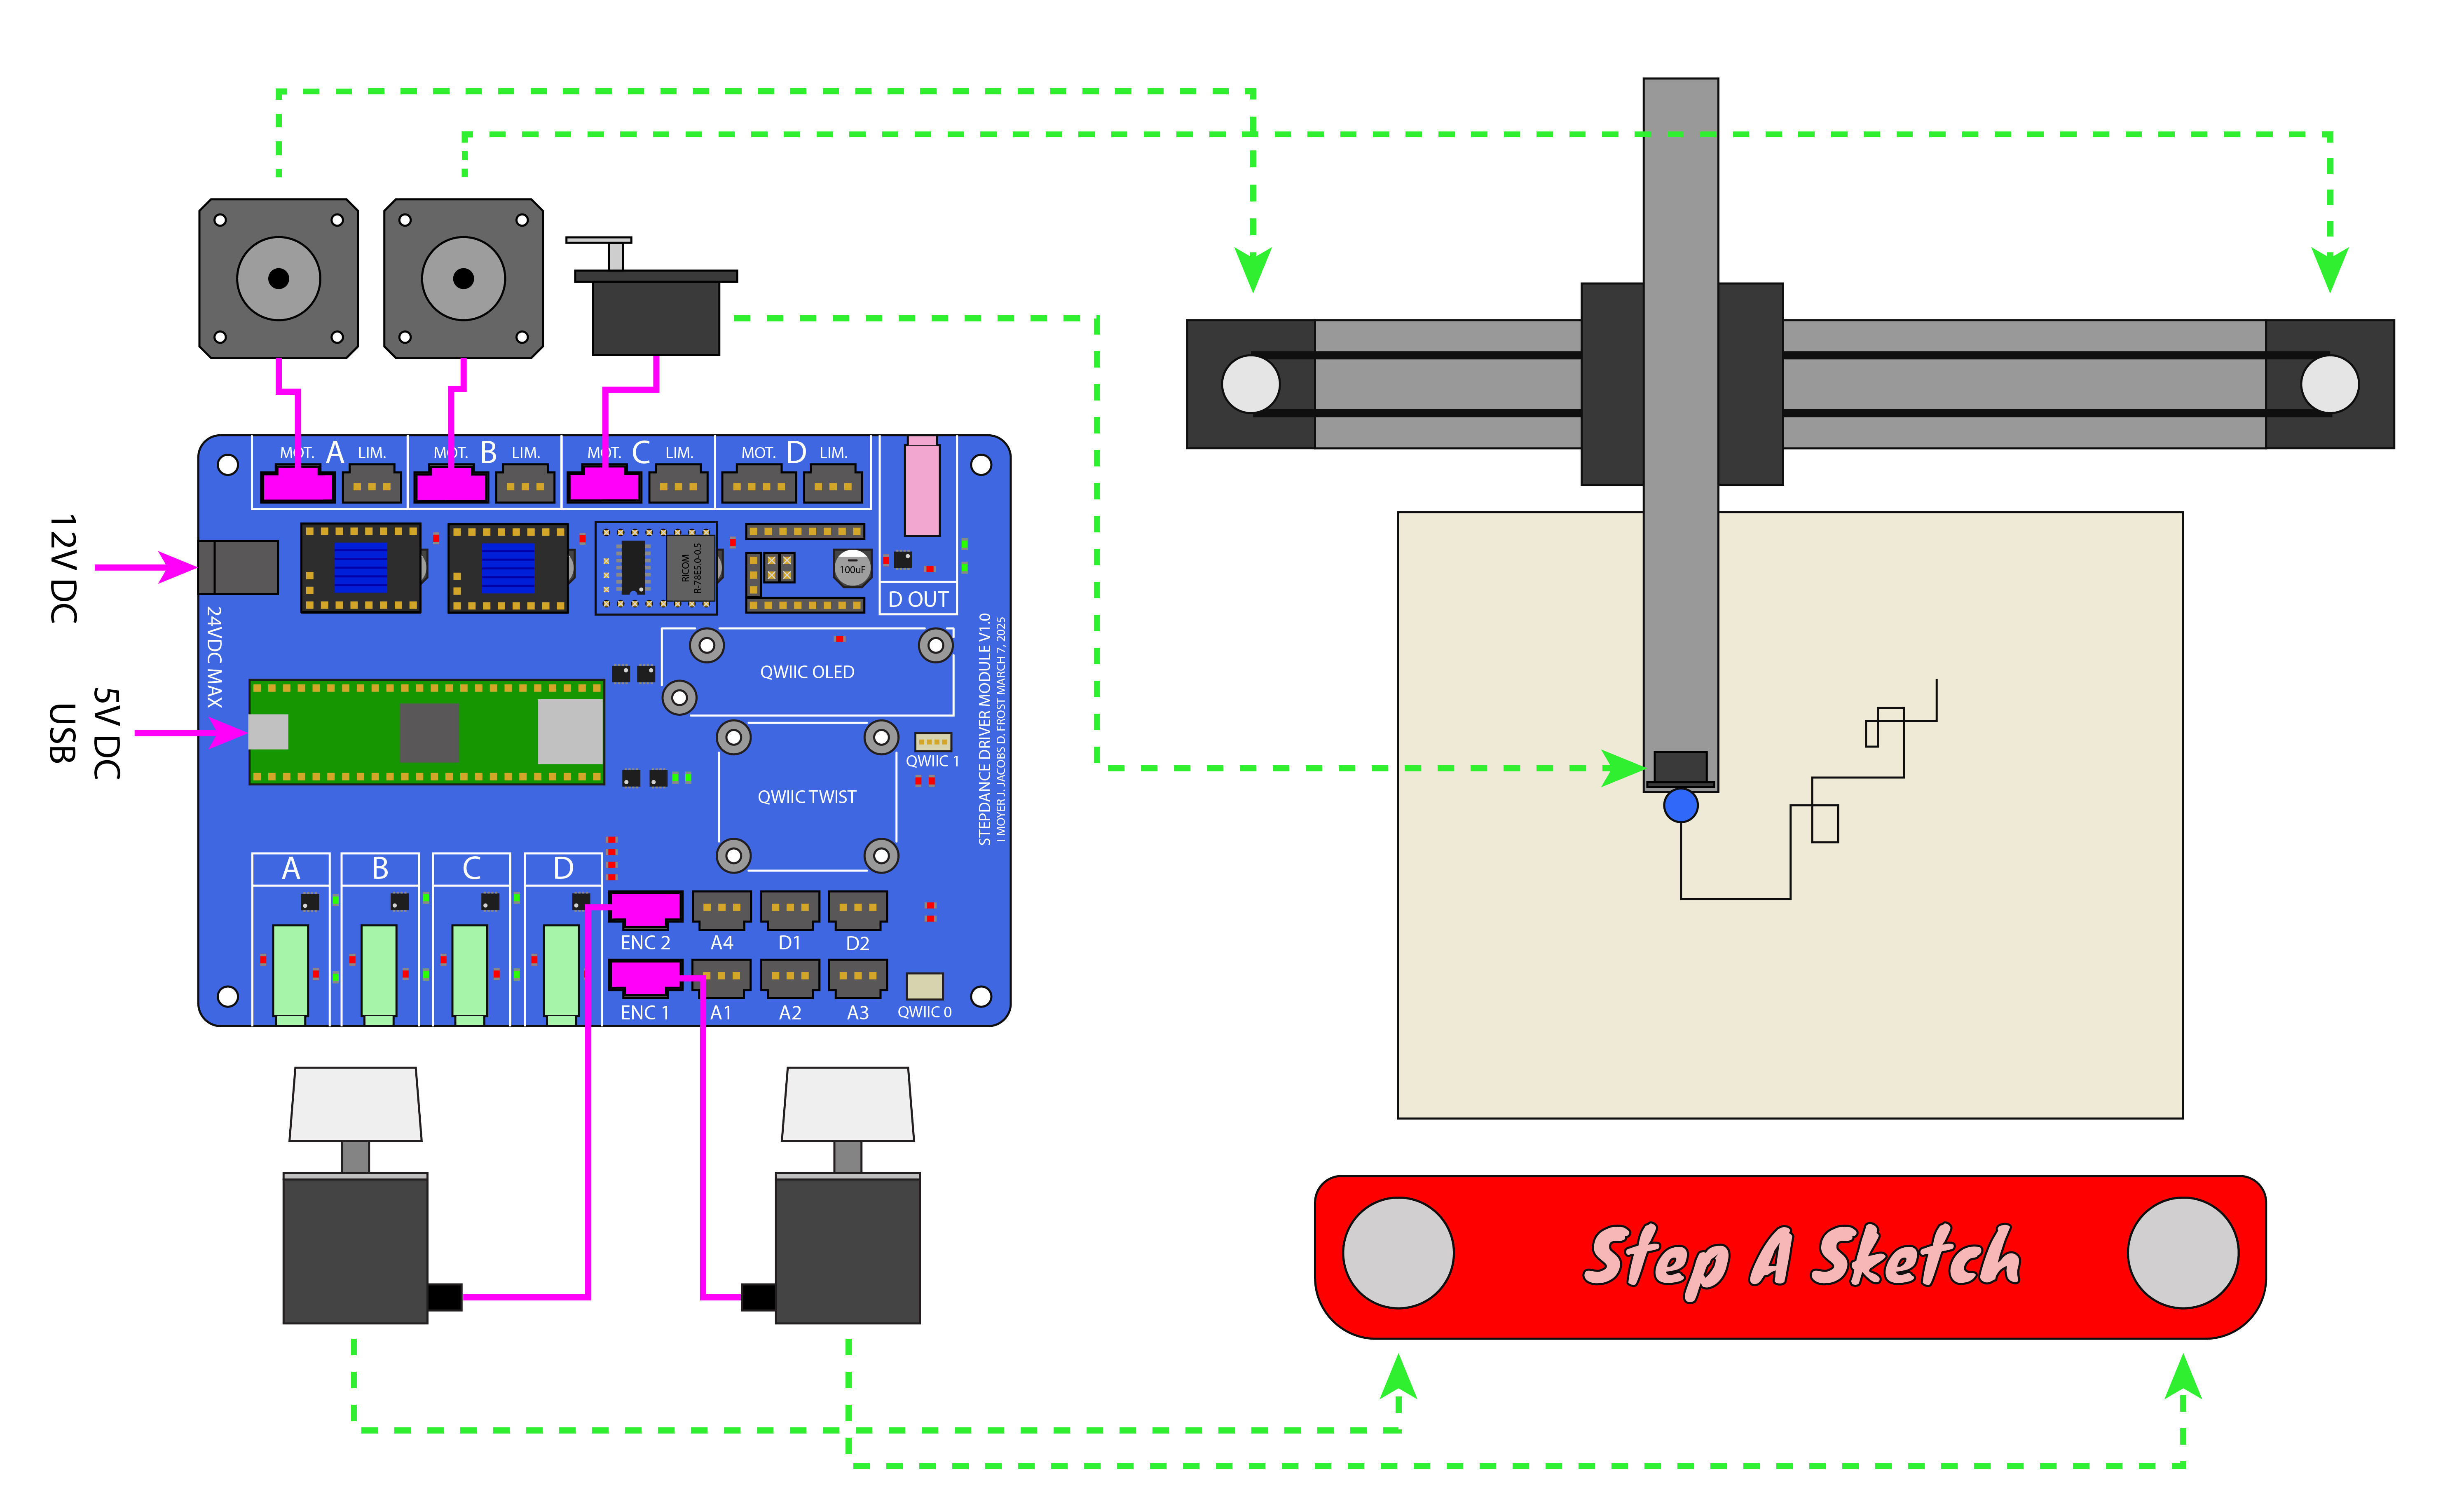 MOT. A LIM.
MOT. B LIM.
MOT. C LIM.
MOT. D LIM.
12V DC
24VDC MAX
5V DC
USB
RICOM
R-78E5.0-0.5
100uF
D OUT
STEPDANCE DRIVER MODULE V1.0
I MOYER J. JACOBS D. FROST MARCH 7, 2025
QWIIC OLED
QWIIC 1
QWIIC TWIST
A
B
C
D
ENC 2
A4
D1
D2
ENC 1
A1
A2
A3
QWIIC 0
Step A Sketch